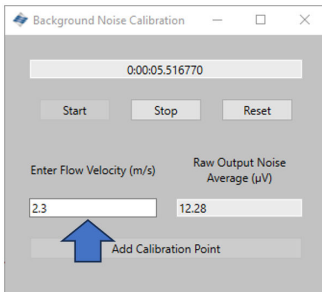 Background Noise Calibration
0:00:05.516770
Start Stop Reset
Enter Flow Velocity (m/s)
Raw Output Noise
Average (µV)
2.3 12.28
Add Calibration Point